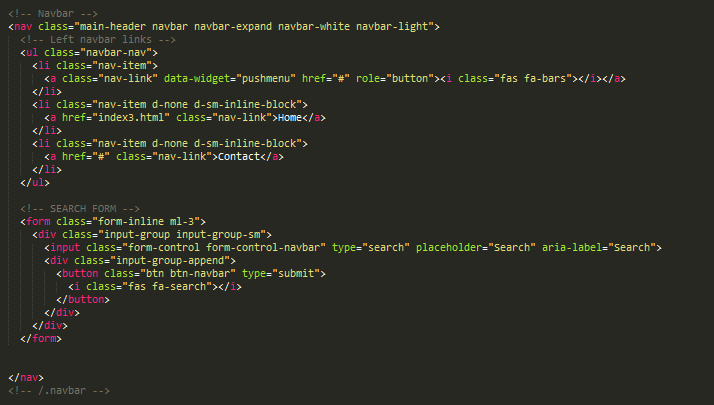 <!-- Navbar -->
<nav class="main-header navbar navbar-expand navbar-white navbar-light">
<!-- Left navbar links -->
<ul class="navbar-nav">
<li class="nav-item">
<a class="nav-link" data-widget="pushmenu" href="#" role="button"><i class="fas fa-bars"></i></a>
</li>
<li class="nav-item d-none d-sm-inline-block">
<a href="index3.html" class="nav-link">Home</a>
</li>
<li class="nav-item d-none d-sm-inline-block">
<a href="#" class="nav-link">Contact</a>
</li>
</ul>
<!-- SEARCH FORM -->
<form class="form-inline ml-3">
<div class="input-group input-group-sm">
<input class="form-control form-control-navbar" type="search" placeholder="Search" aria-label="Search">
<div class="input-group-append">
<button class="btn btn-navbar" type="submit">
<i class="fas fa-search"></i>
</button>
</div>
</div>
</form>
</nav>
<!-- /.navbar -->